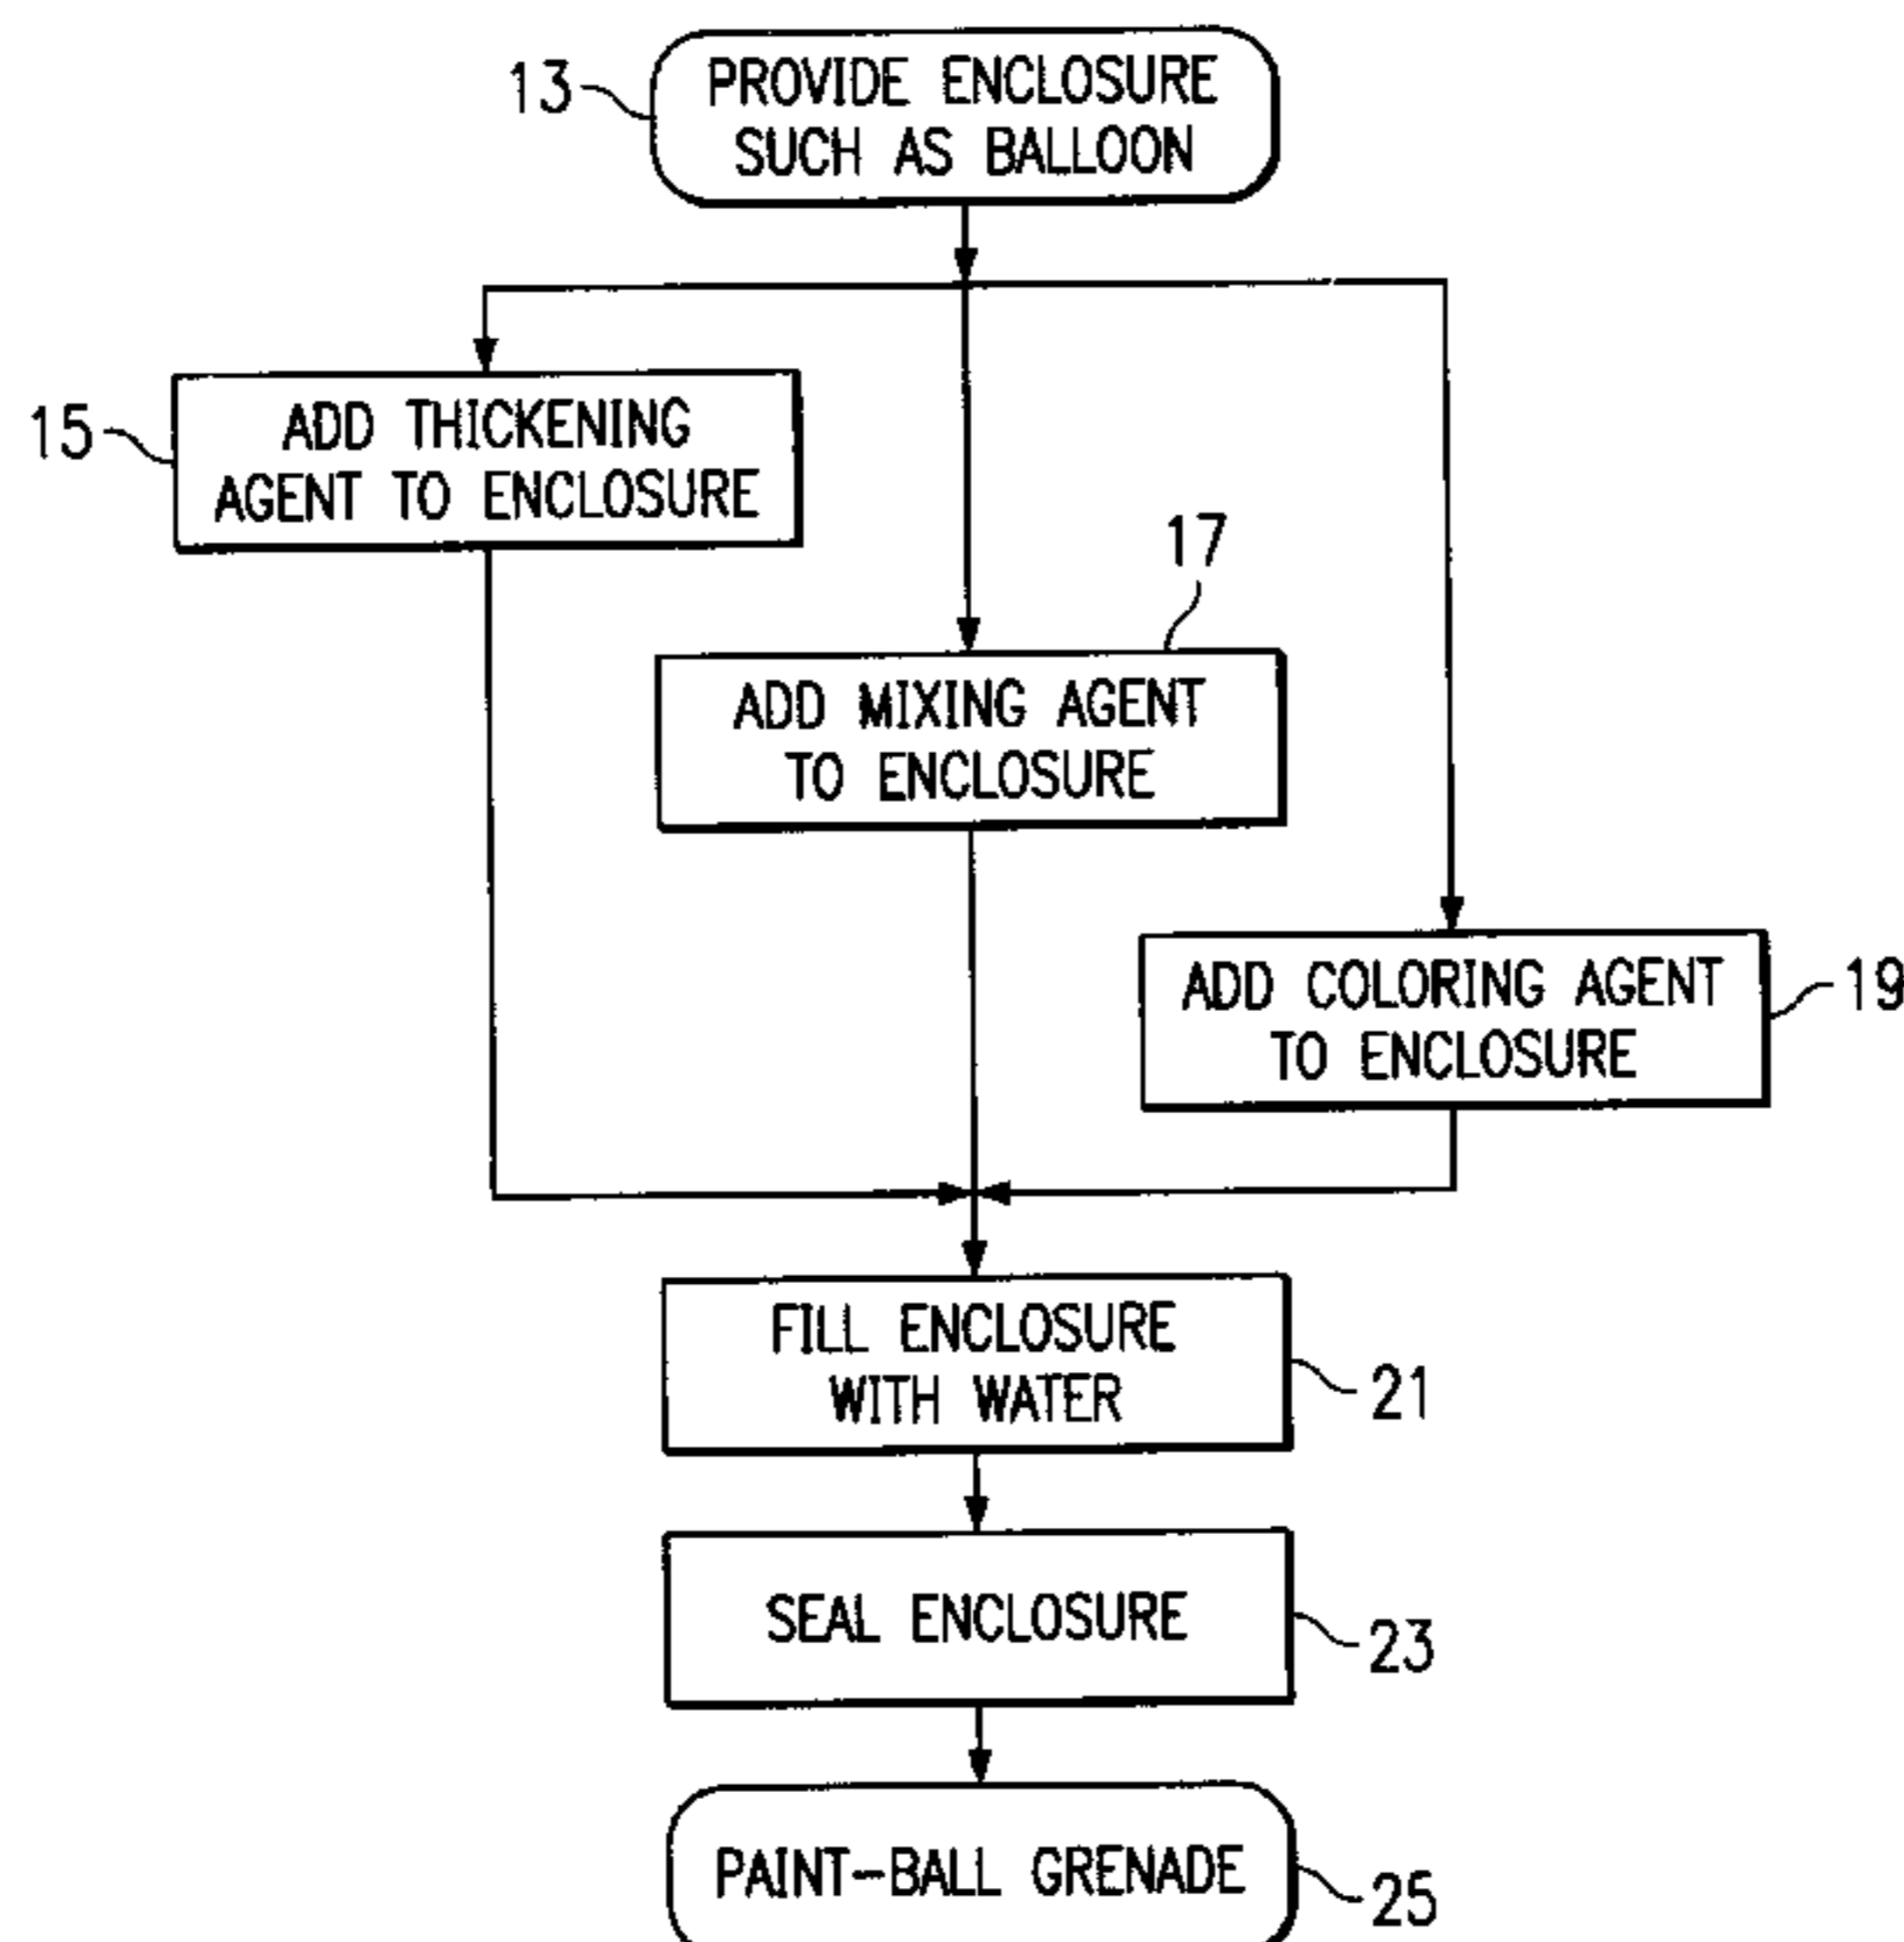 13
PROVIDE ENCLOSURE
SUCH AS BALLOON
15
ADD THICKENING
AGENT TO ENCLOSURE
17
ADD MIXING AGENT
TO ENCLOSURE
ADD COLORING AGENT
TO ENCLOSURE
19
FILL ENCLOSURE
WITH WATER
21
SEAL ENCLOSURE
23
PAINT-BALL GRENADE
25